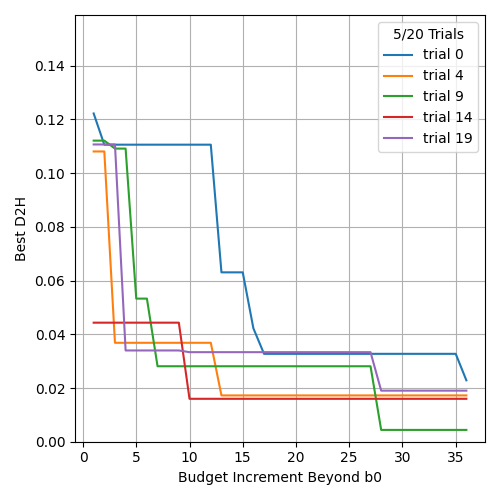 5/20 Trials
trial 0
trial 4
trial 9
trial 14
trial 19
0.14
0.12
0.10
0.08
0.06
0.04
0.02
0.00
Best D2H
0 5 10 15 20 25 30 35
Budget Increment Beyond b0